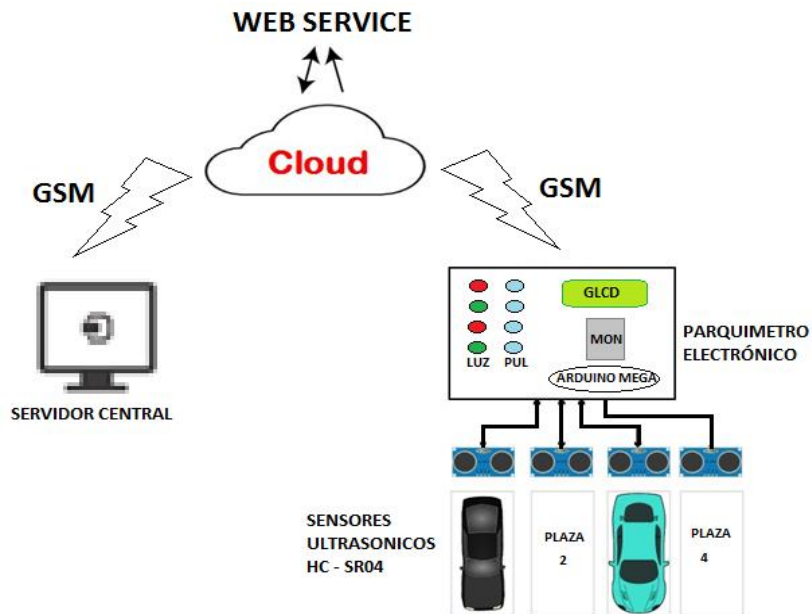 WEB SERVICE
Cloud
GSM
GSM
SERVIDOR CENTRAL
GLCD
MON
LUZ PUL
ARDUINO MEGA
PARQUIMETRO
ELECTRÓNICO
SENSORES
ULTRASONICOS
HC - SR04
PLAZA
2
PLAZA
4